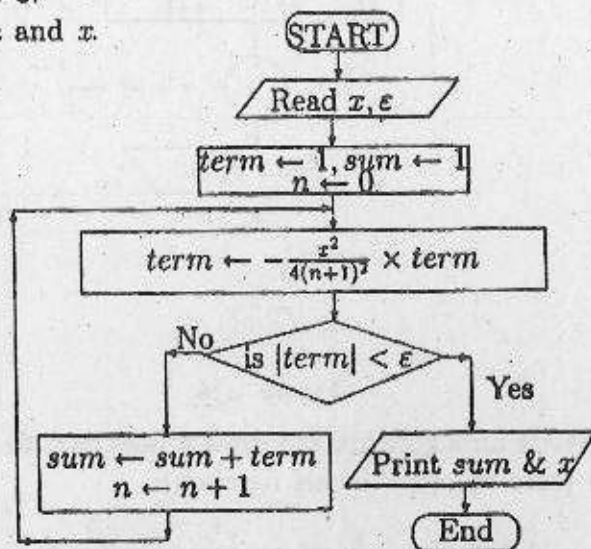 and x.
START
Read x, ε
term ← 1, sum ← 1
n ← 0
term ← −x²/4(n+1)² × term
is |term| < ε
No
Yes
sum ← sum + term
n ← n + 1
Print sum & x
End